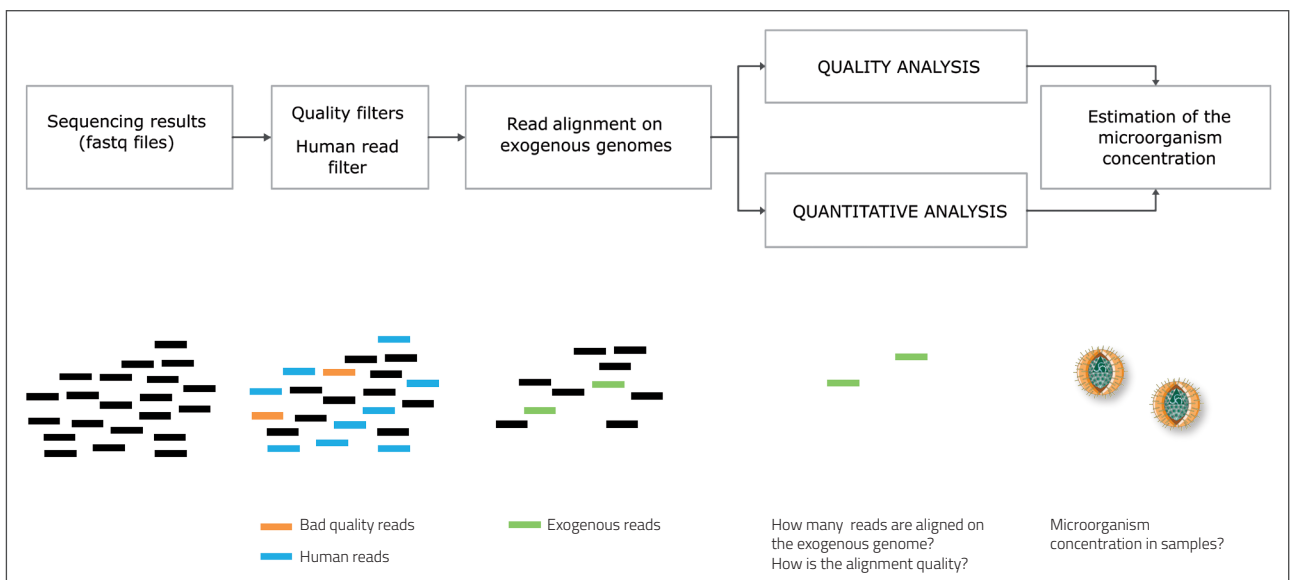 Sequencing results
(fastq files)
Quality filters
Human read
filter
Read alignment on
exogenous genomes
QUALITY ANALYSIS
QUANTITATIVE ANALYSIS
Estimation of the
microorganism
concentration
Bad quality reads
Human reads
Exogenous reads
How many reads are aligned on
the exogenous genome?
How is the alignment quality?
Microorganism
concentration in samples?